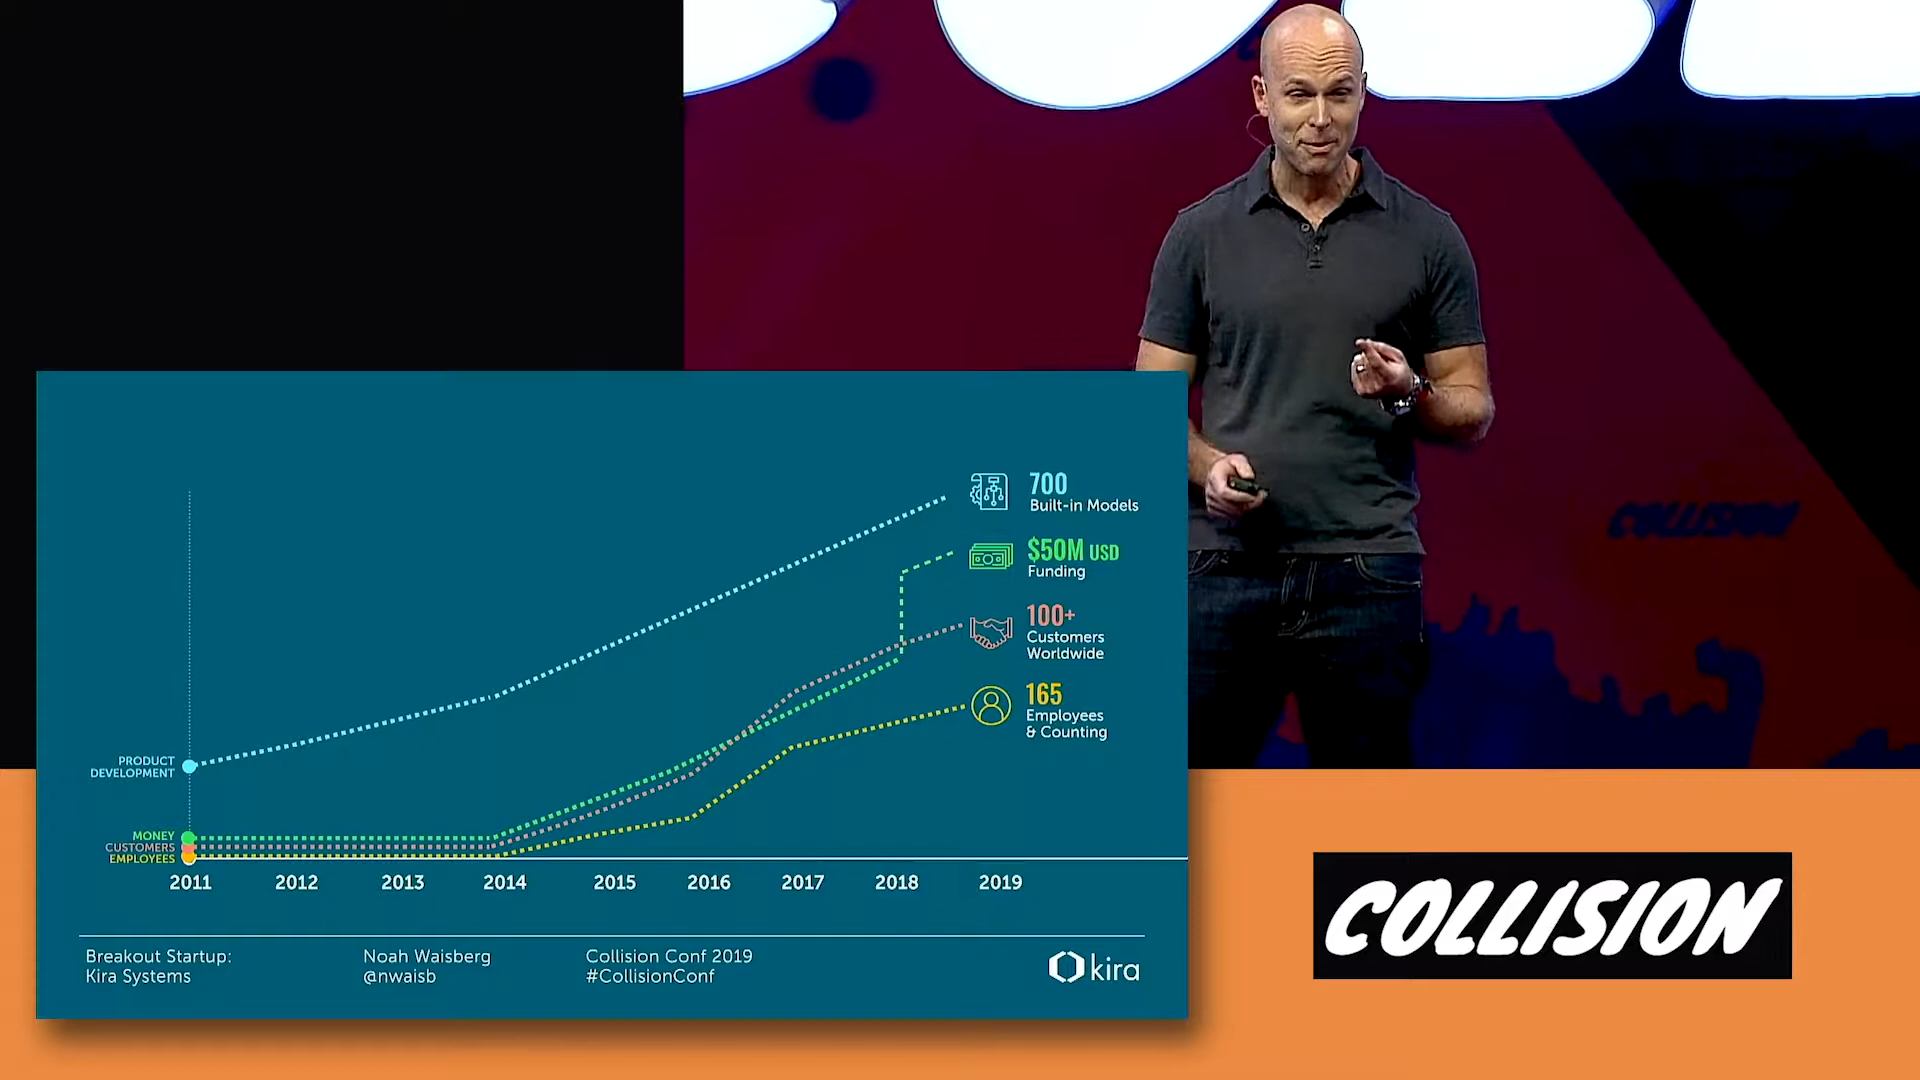 700
Built-in Models
$50M USD
Funding
100+
Customers
Worldwide
165
Employees
& Counting
PRODUCT
DEVELOPMENT
MONEY
CUSTOMERS
EMPLOYEES
2011 2012 2013 2014 2015 2016 2017 2018 2019
Breakout Startup:
Kira Systems
Noah Waisberg
@nwaisb
Collision Conf 2019
#CollisionConf
kira
COLLISION
COLLISION